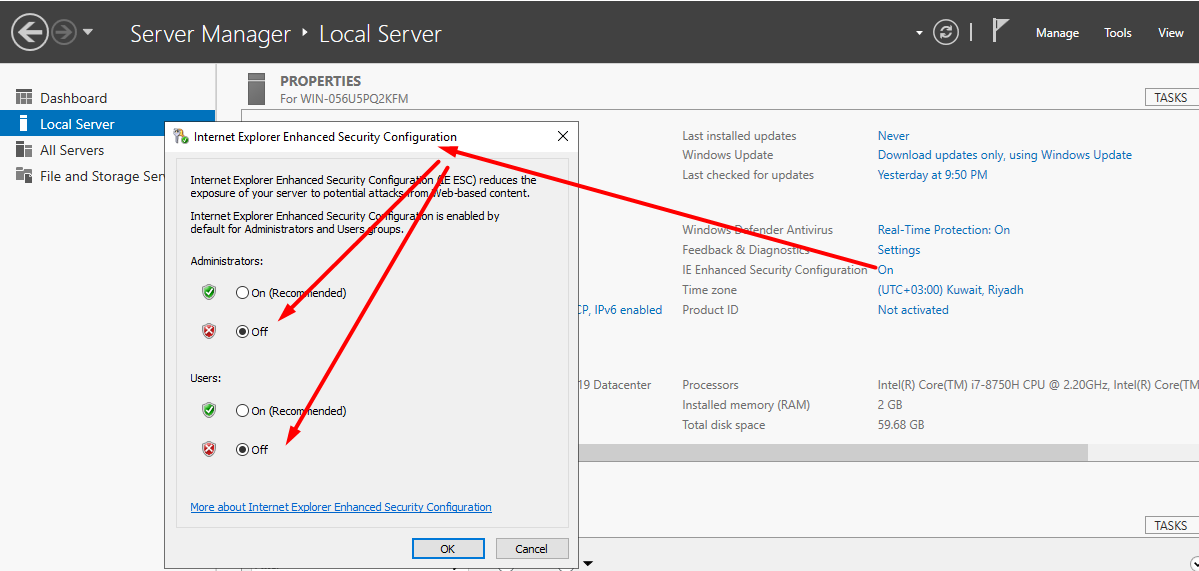 Server Manager ‣ Local Server
Manage
Tools
View
Dashboard
Local Server
All Servers
File and Storage Ser
PROPERTIES
For WIN-056U5PQ2KFM
TASKS
Last installed updates Never
Windows Update Download updates only, using Windows Update
Last checked for updates Yesterday at 9:50 PM
Windows Defender Antivirus Real-Time Protection: On
Feedback & Diagnostics Settings
IE Enhanced Security Configuration On
Time zone (UTC+03:00) Kuwait, Riyadh
CP, IPv6 enabled Product ID Not activated
19 Datacenter Processors Intel(R) Core(TM) i7-8750H CPU @ 2.20GHz, Intel(R) Core(TM
Installed memory (RAM) 2 GB
Total disk space 59.68 GB
TASKS
Internet Explorer Enhanced Security Configuration
Internet Explorer Enhanced Security Configuration (IE ESC) reduces the
exposure of your server to potential attacks from Web-based content.
Internet Explorer Enhanced Security Configuration is enabled by
default for Administrators and Users groups.
Administrators:
On (Recommended)
Off
Users:
On (Recommended)
Off
More about Internet Explorer Enhanced Security Configuration
OK
Cancel